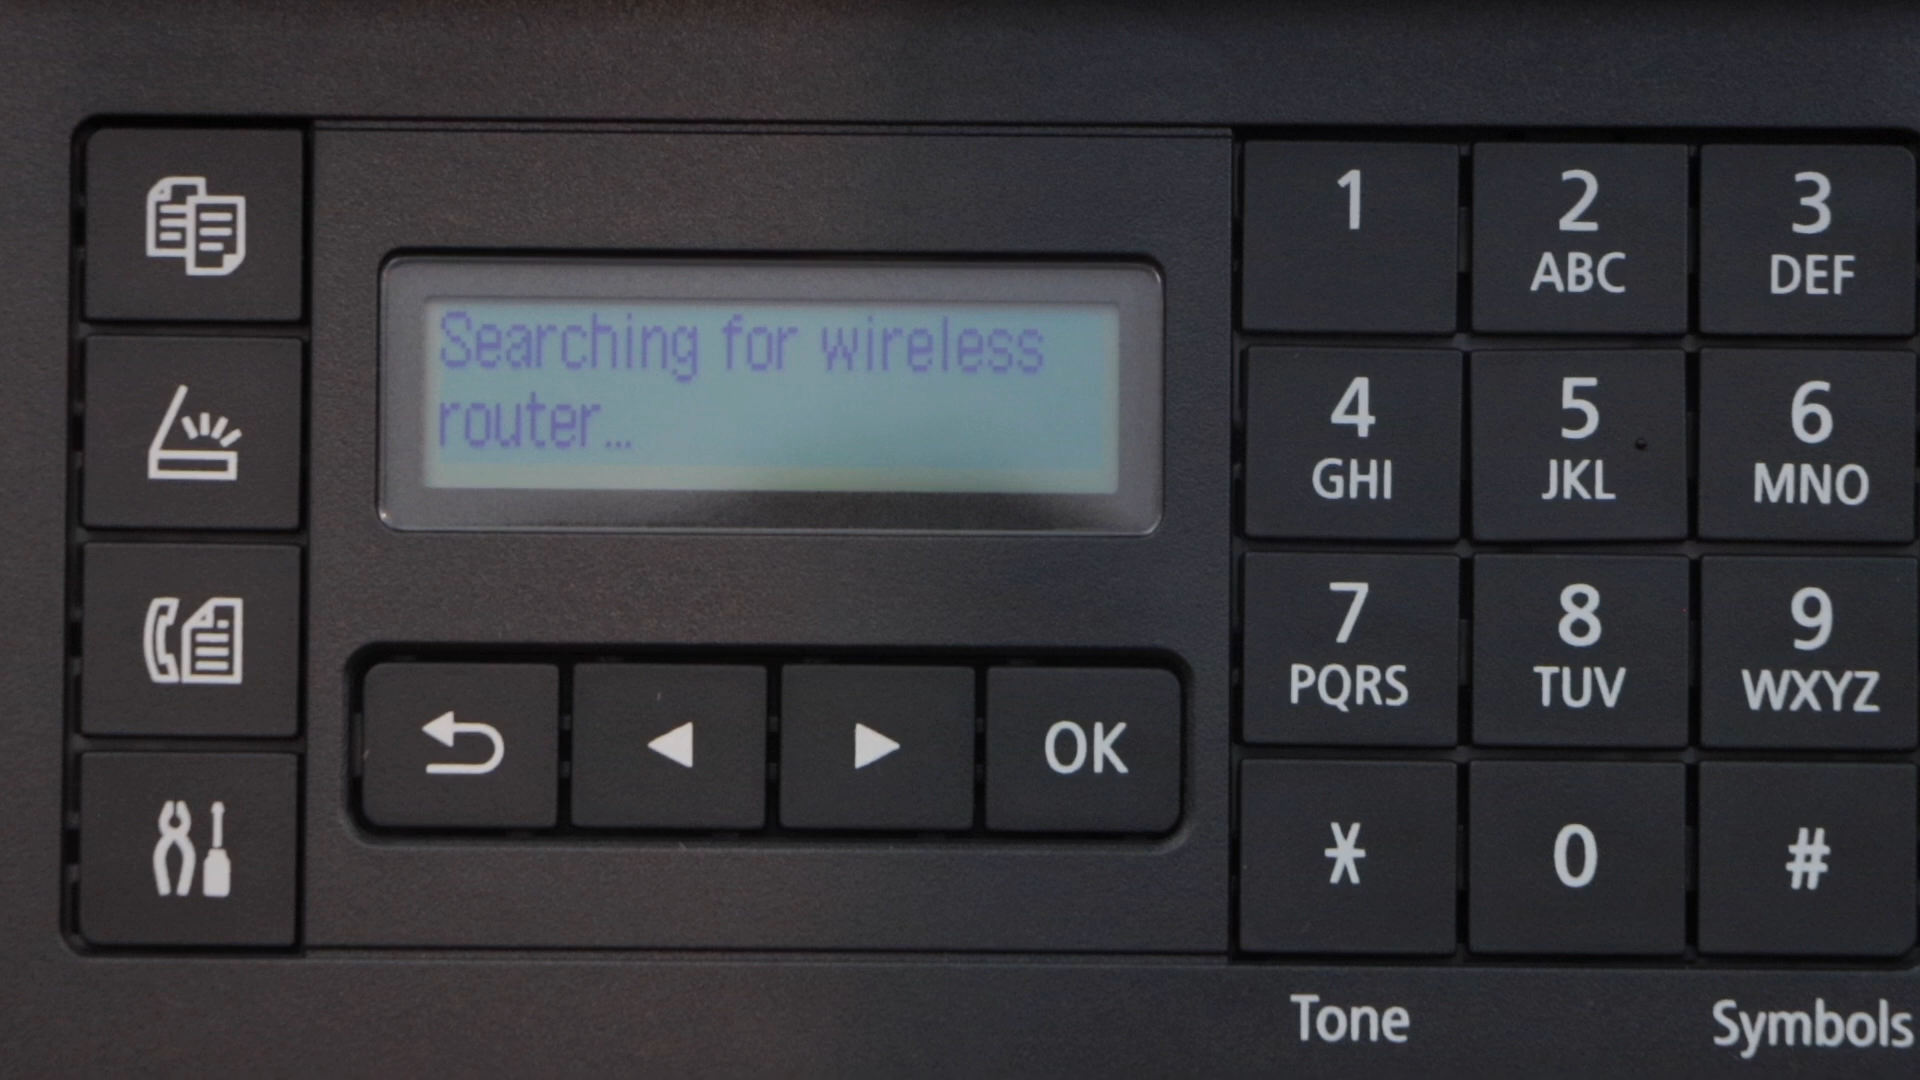 Searching for wireless
router...
OK
1
2
ABC
3
DEF
4
GHI
5
JKL
6
MNO
7
PQRS
8
TUV
9
WXYZ
*
0
#
Tone
Symbols